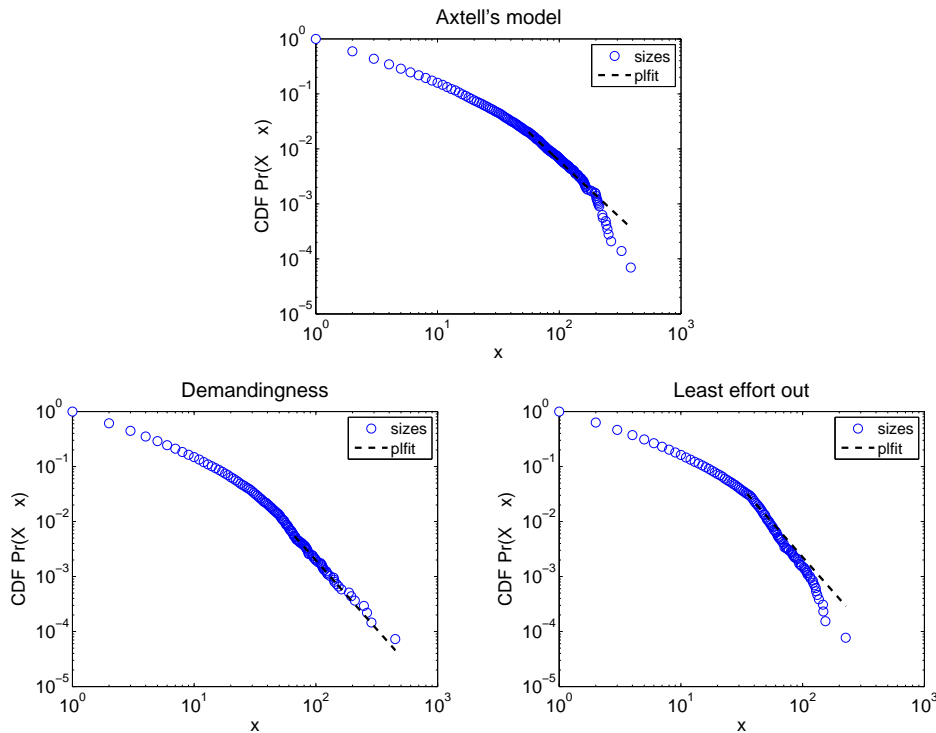 Axtell's model
10^0
10^-1
10^-2
10^-3
10^-4
10^-5
CDF Pr(X x)
sizes
plfit
10^0 10^1 10^2 10^3
x
Demandingness
10^0
10^-1
10^-2
10^-3
10^-4
10^-5
CDF Pr(X x)
sizes
plfit
10^0 10^1 10^2 10^3
x
Least effort out
10^0
10^-1
10^-2
10^-3
10^-4
10^-5
CDF Pr(X x)
sizes
plfit
10^0 10^1 10^2 10^3
x